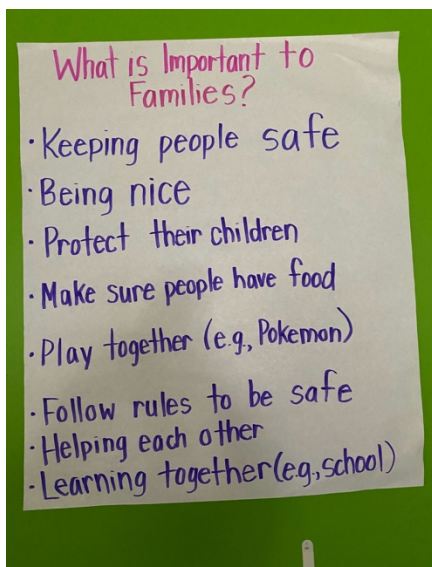 What is Important to
Families?
· Keeping people safe
· Being nice
· Protect their children
· Make sure people have food
· Play together (e.g., Pokemon)
· Follow rules to be safe
· Helping each other
· Learning together (e.g., school)